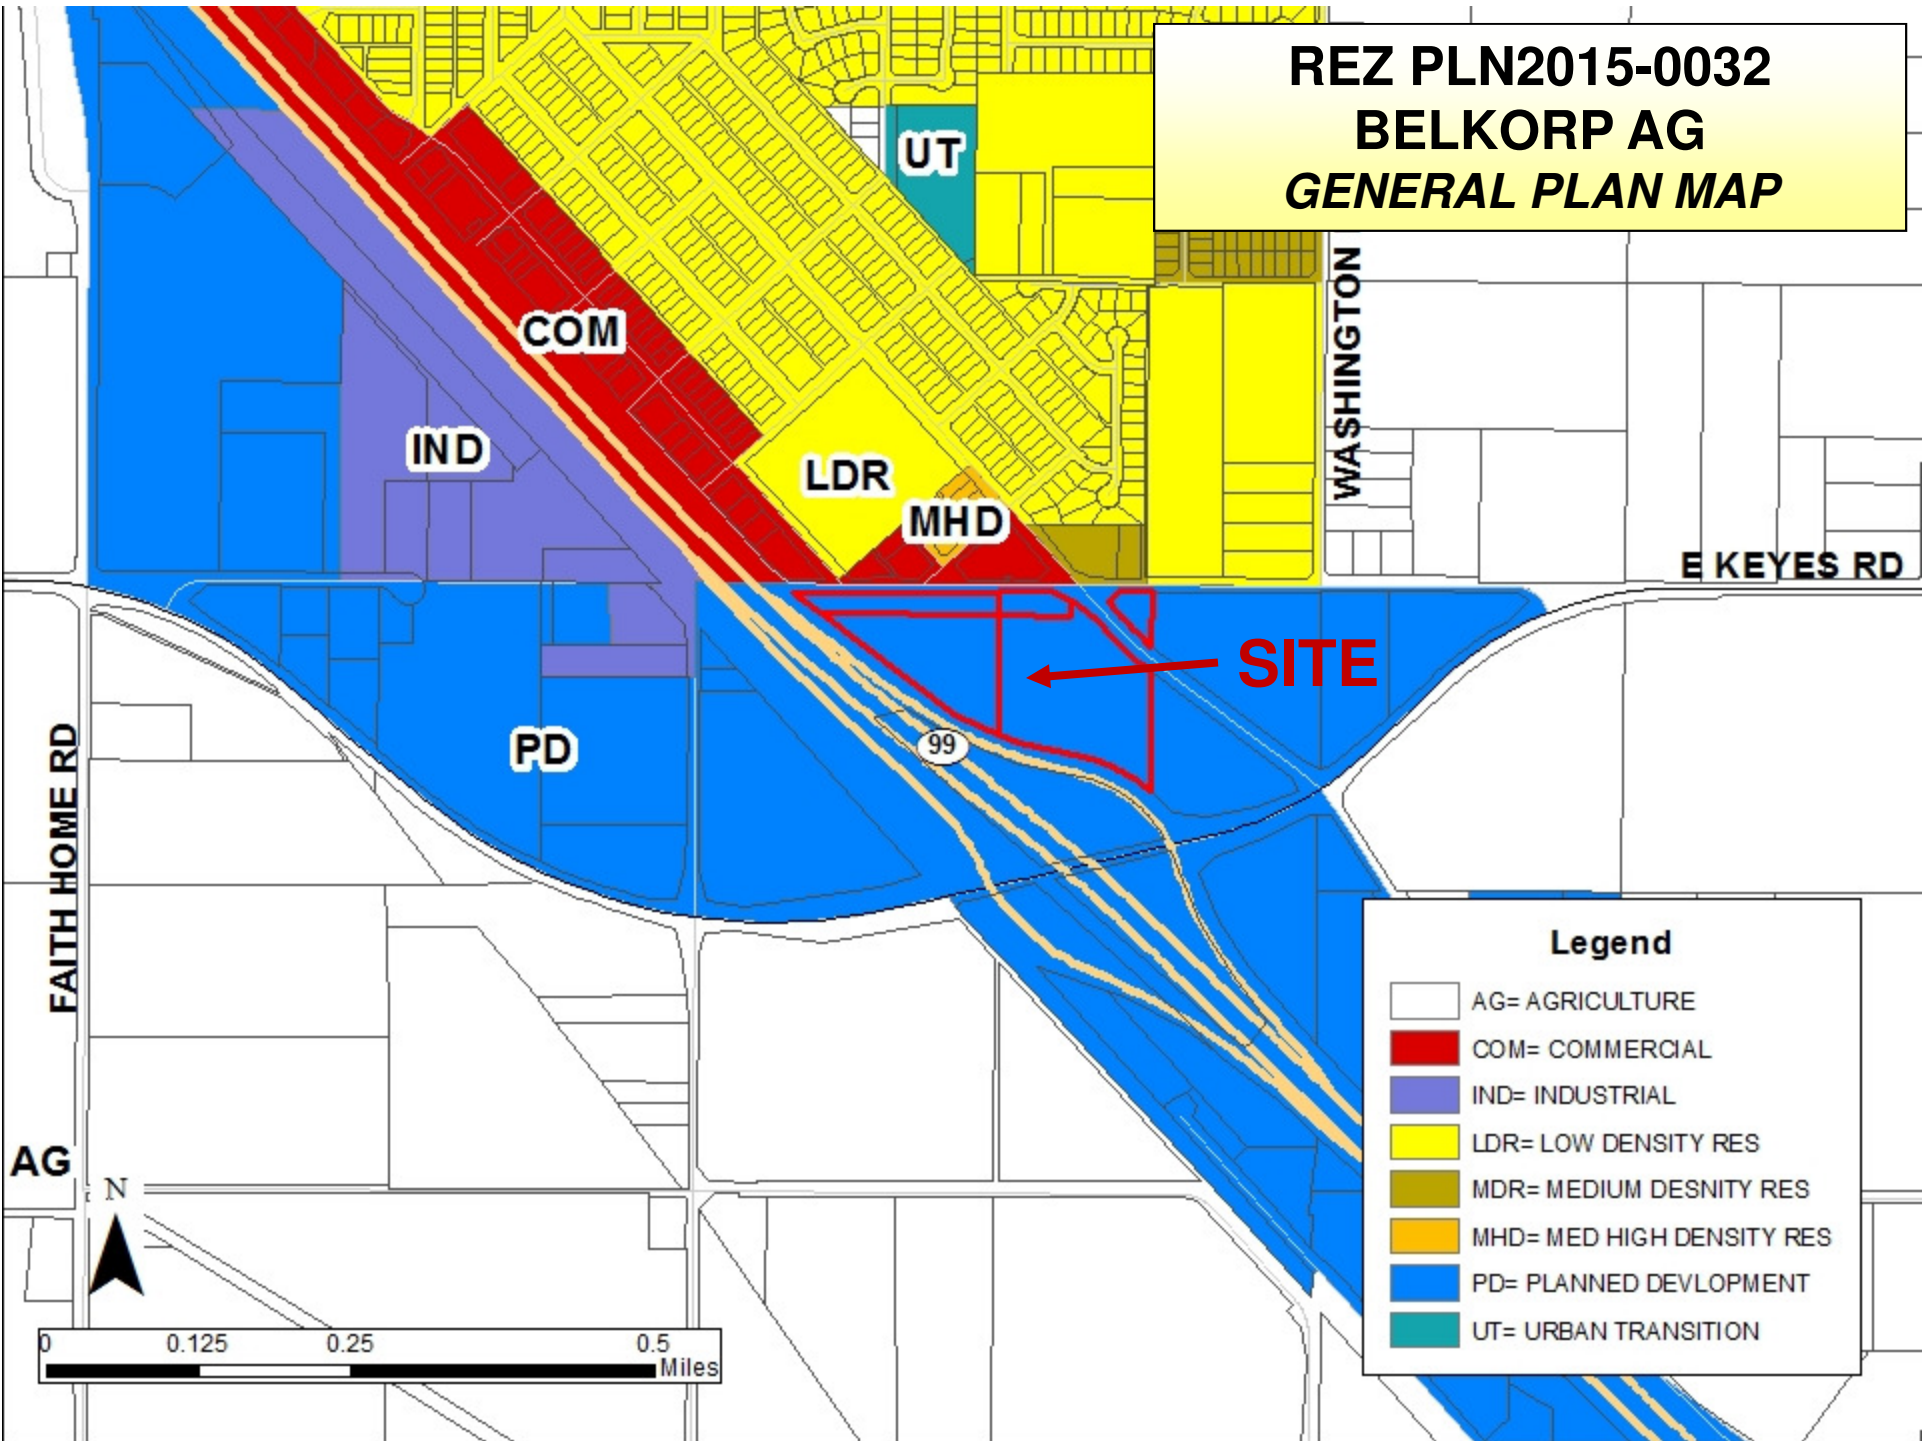 REZ PLN2015-0032
BELKORP AG
GENERAL PLAN MAP
UT
COM
WASHINGTON
IND
LDR
MHD
E KEYES RD
SITE
PD
99
FAITH HOME RD
AG
N
0 0.125 0.25 0.5
Miles
Legend
AG= AGRICULTURE
COM= COMMERCIAL
IND= INDUSTRIAL
LDR= LOW DENSITY RES
MDR= MEDIUM DESNITY RES
MHD= MED HIGH DENSITY RES
PD= PLANNED DEVLOPMENT
UT= URBAN TRANSITION